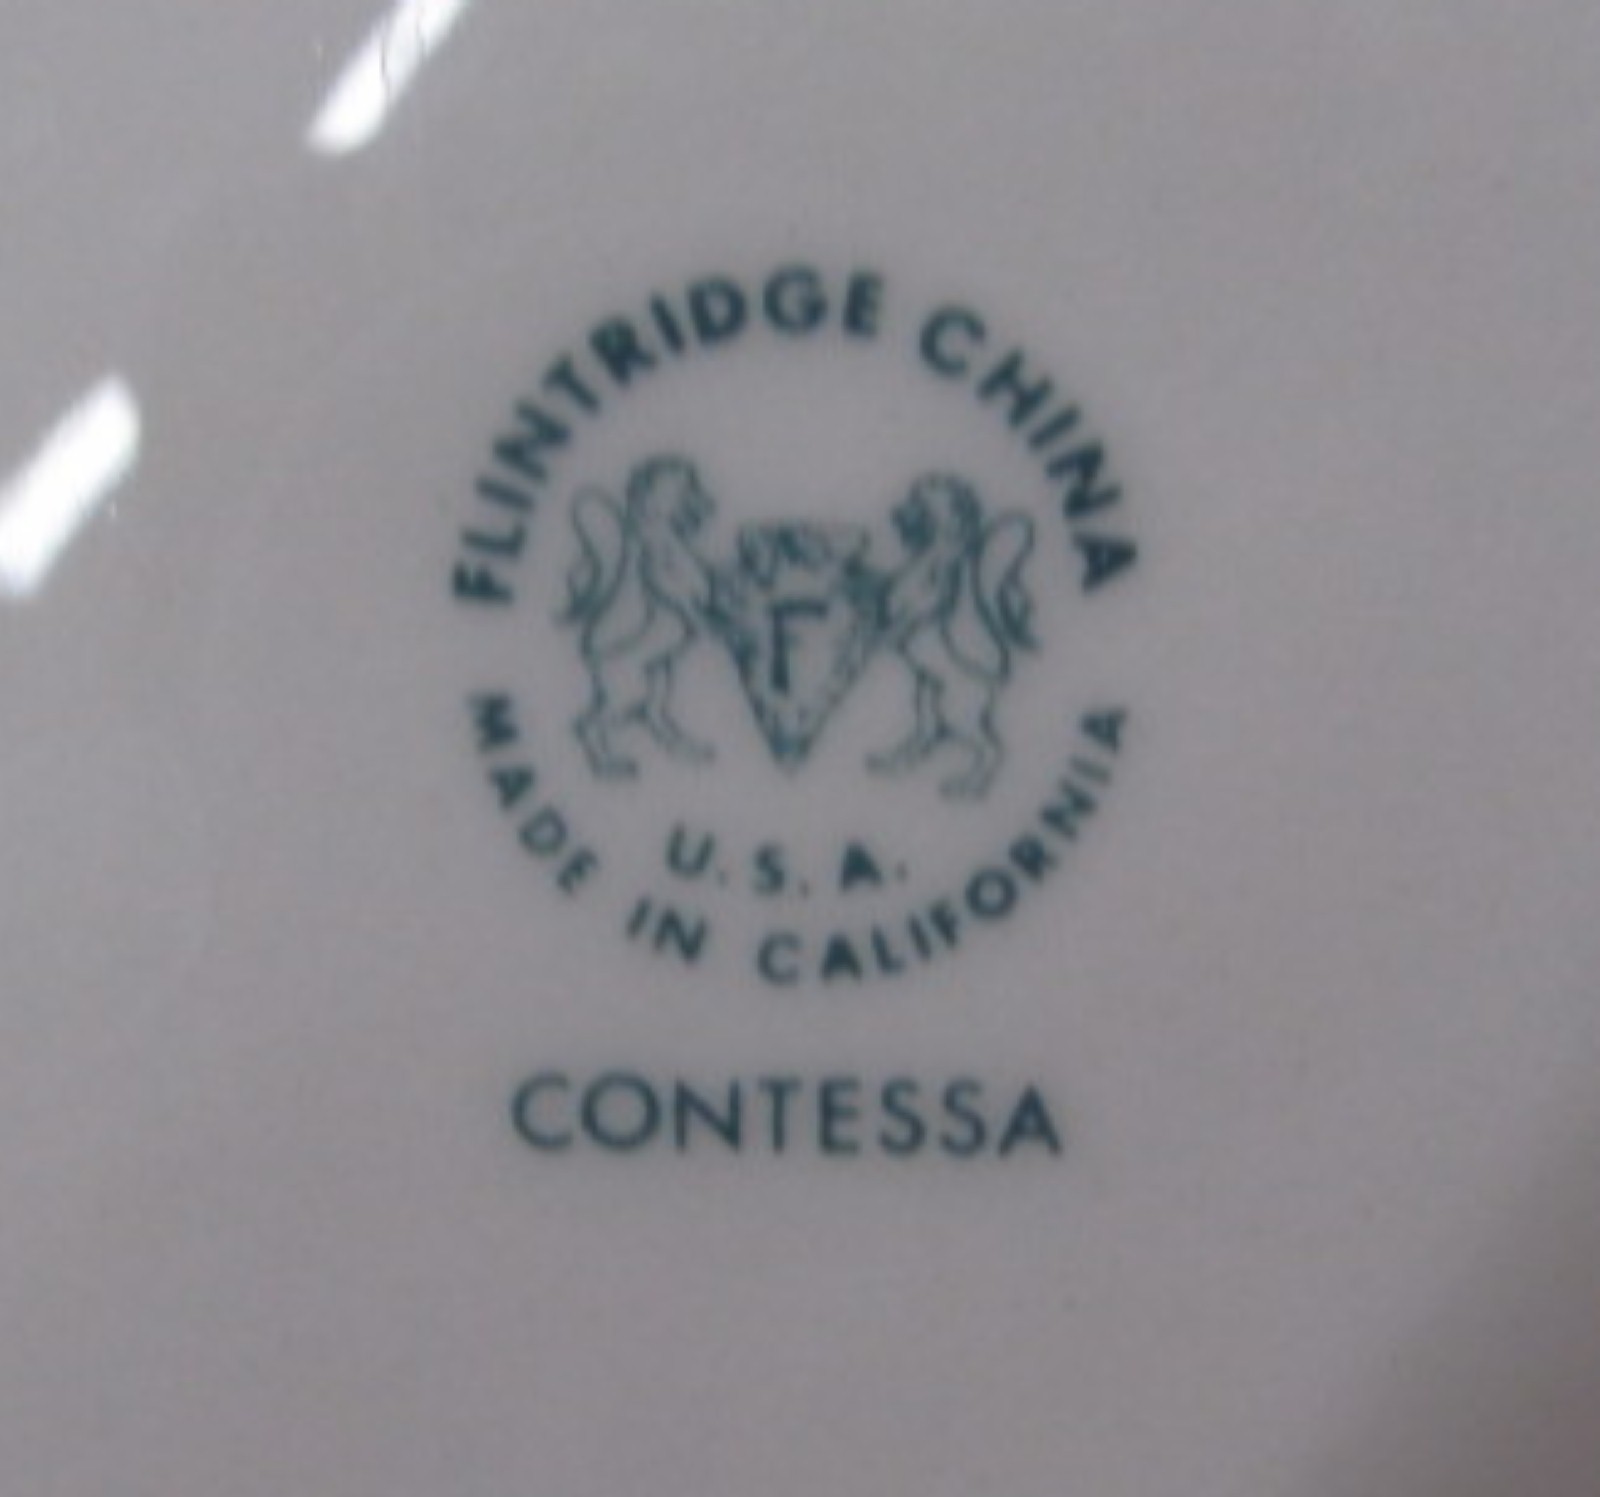 FLINTRIDGE CHINA
F
U.S.A.
MADE IN CALIFORNIA
CONTESSA